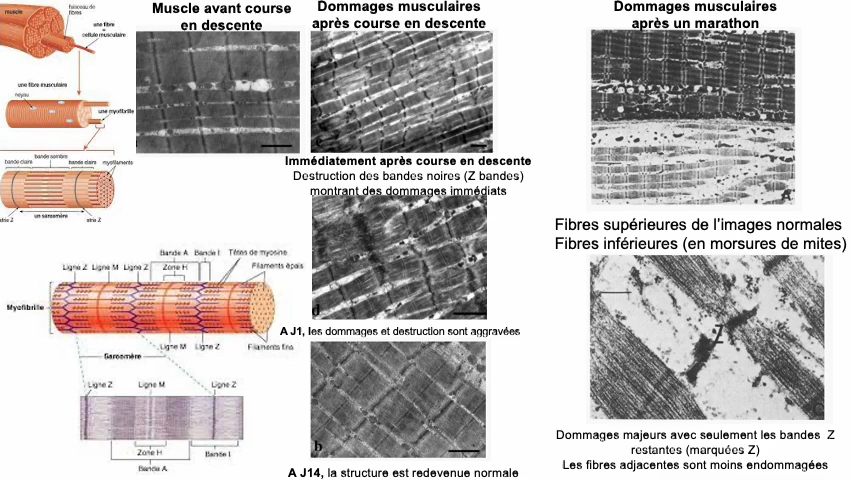 muscle
faisceau de
fibres
une fibre
=
cellule musculaire
une fibre musculaire
noyau
une myofibrille
bande sombre
bande claire
bande claire
myofilaments
strie Z
un sarcomère
strie Z
Bande A
Bande I
Têtes de myosine
Ligne Z
Ligne M
Ligne Z
Zone H
Filaments épais
Myofibrille
Ligne M
Ligne Z
Filaments fins
Sarcomère
Ligne Z
Ligne M
Ligne Z
Zone H
Bande I
Bande A
Muscle avant course
en descente
Dommages musculaires
après course en descente
Immédiatement après course en descente
Destruction des bandes noires (Z bandes)
montrant des dommages immédiats
d
A J1, les dommages et destruction sont aggravées
b
A J14, la structure est redevenue normale
Dommages musculaires
après un marathon
A
Fibres supérieures de l'images normales
Fibres inférieures (en morsures de mites)
Z
Dommages majeurs avec seulement les bandes Z
restantes (marquées Z)
Les fibres adjacentes sont moins endommagées